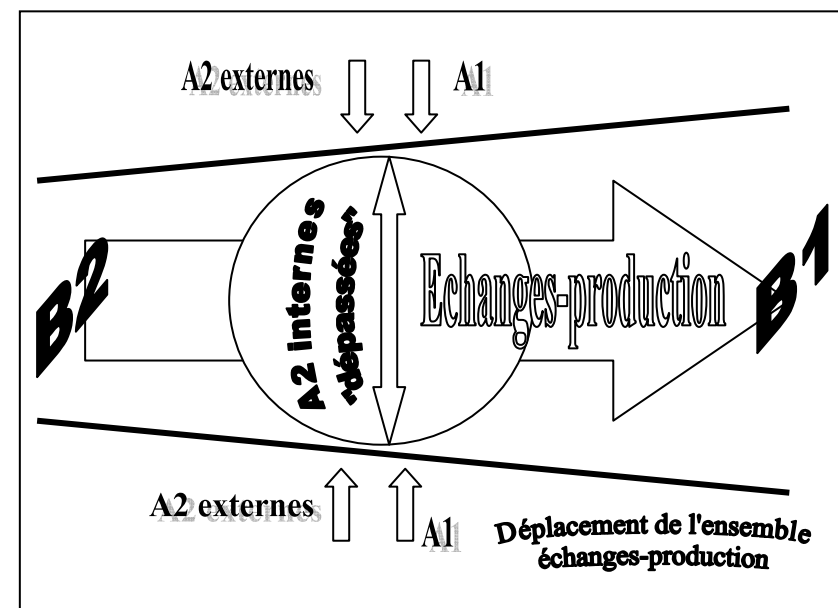 A2 externes
A1
B2
A2 internes
"dépassées"
Echanges-production
B1
A2 externes
A1
Déplacement de l'ensemble
échanges-production